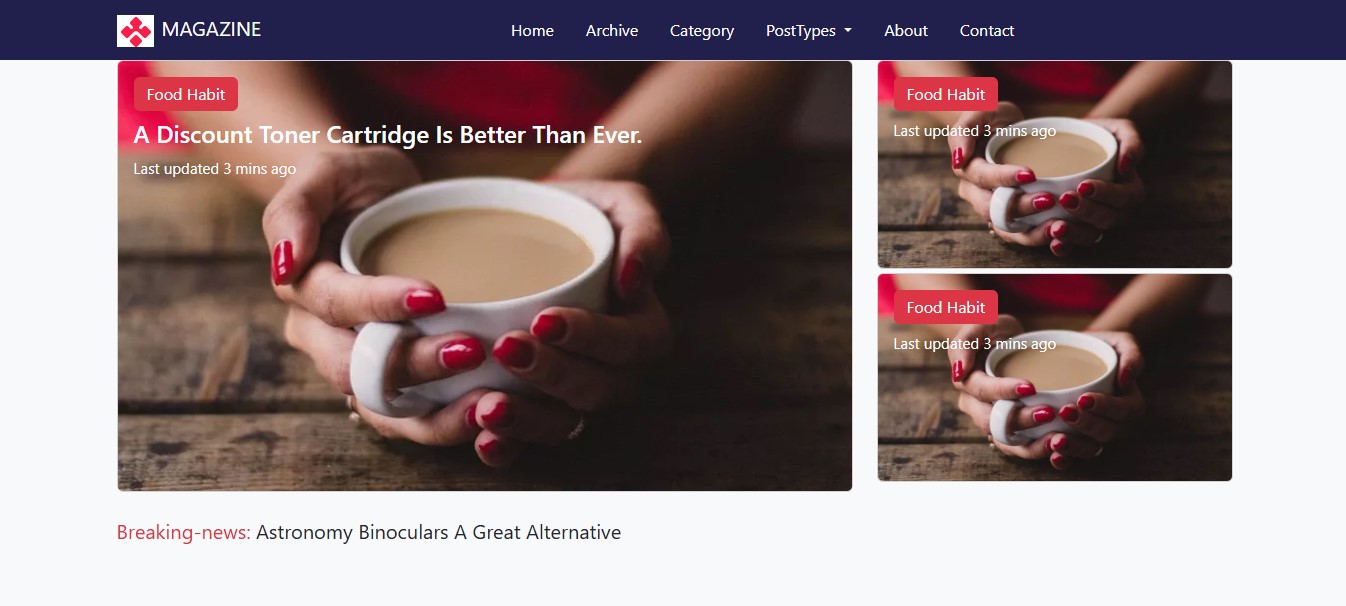 MAGAZINE
Home Archive Category PostTypes About Contact
Food Habit
A Discount Toner Cartridge Is Better Than Ever.
Last updated 3 mins ago
Food Habit
Last updated 3 mins ago
Food Habit
Last updated 3 mins ago
Breaking-news: Astronomy Binoculars A Great Alternative